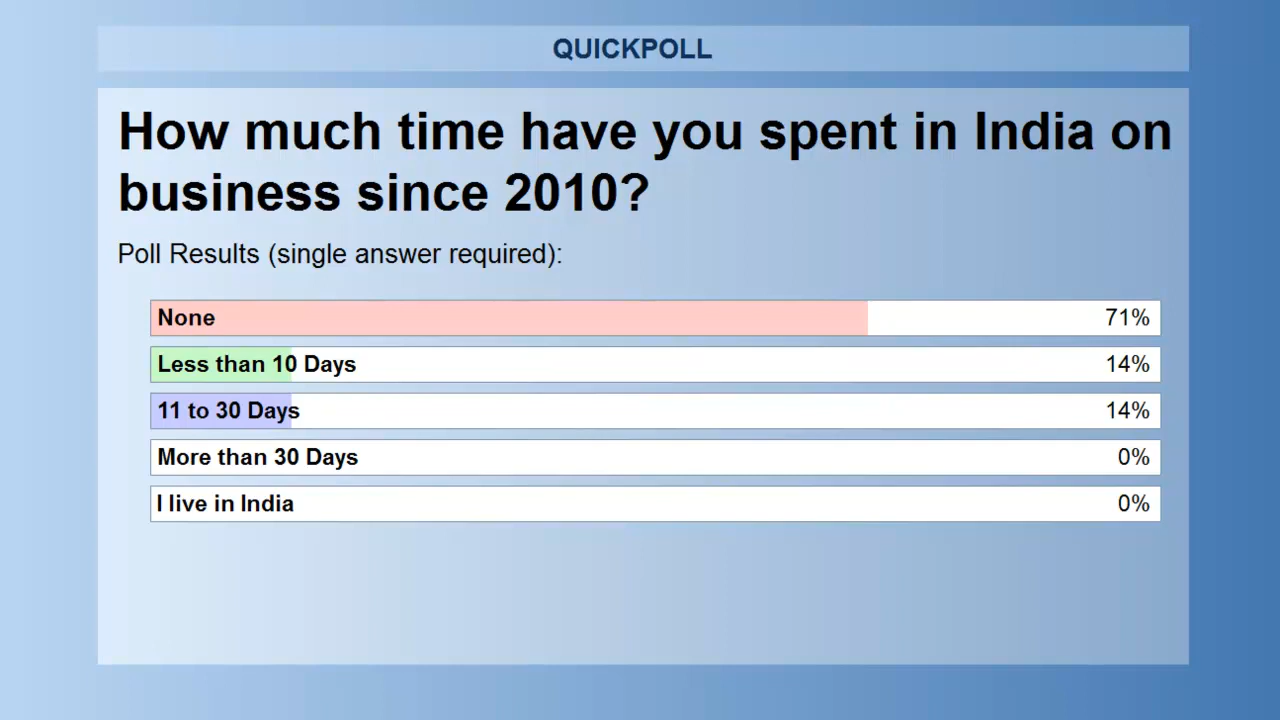 QUICKPOLL
How much time have you spent in India on
business since 2010?
Poll Results (single answer required):
None 71%
Less than 10 Days 14%
11 to 30 Days 14%
More than 30 Days 0%
I live in India 0%